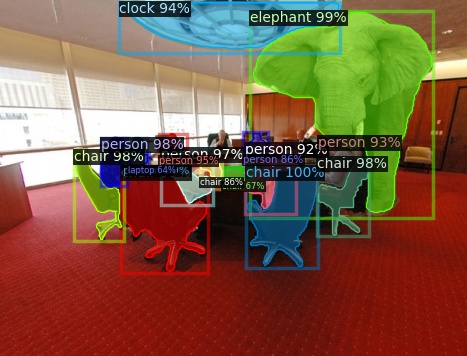 clock 94%
elephant 99%
person 98%
person 97%
person 92%
person 93%
chair 98%
person 95%
person 86%
chair 98%
laptop 64%
chair 100%
chair 86%
67%